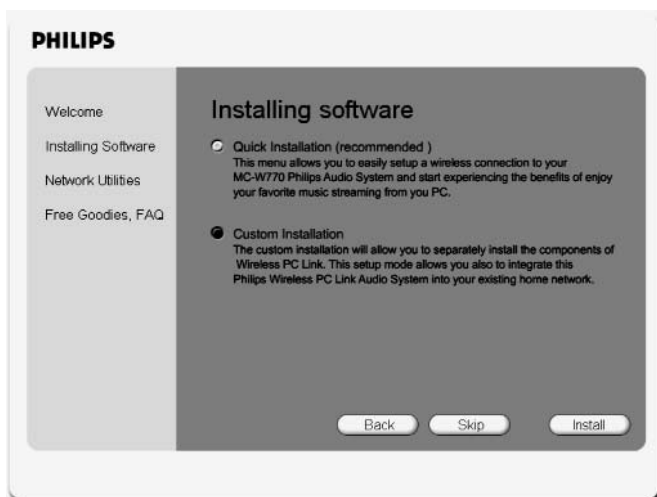 PHILIPS
Welcome
Installing Software
Network Utilities
Free Goodies, FAQ
Installing software
Quick Installation (recommended )
This menu allows you to easily setup a wireless connection to your
MC-W770 Philips Audio System and start experiencing the benefits of enjoy
your favorite music streaming from you PC.
Custom Installation
The custom installation will allow you to separately install the components of
Wireless PC Link. This setup mode allows you also to integrate this
Philips Wireless PC Link Audio System into your existing home network.
Back
Skip
Install